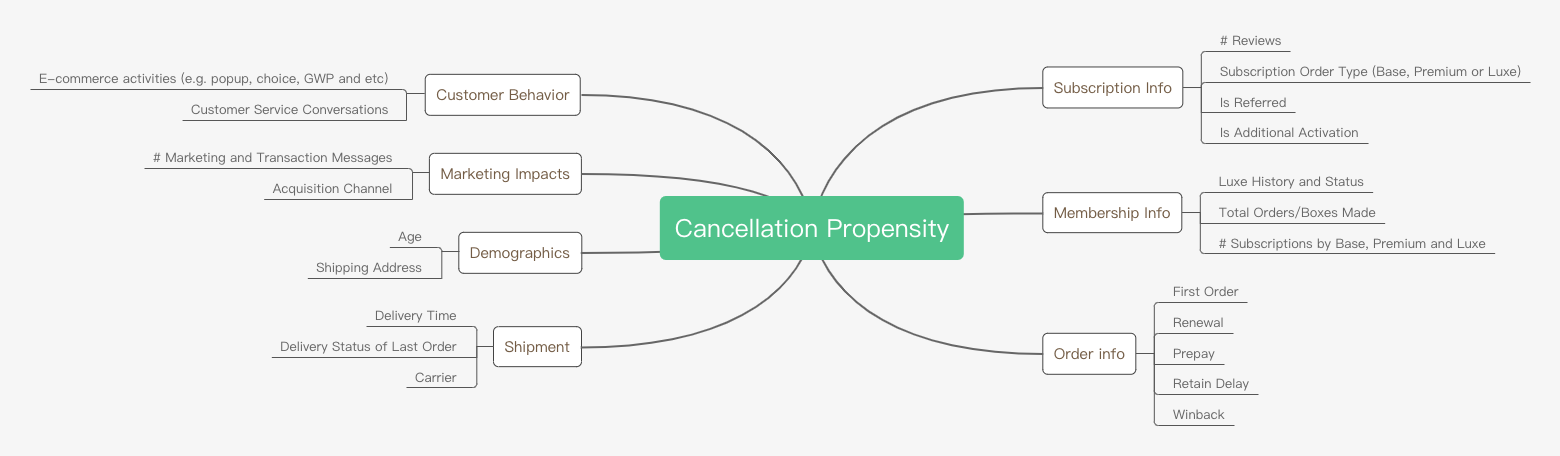 Cancellation Propensity
Customer Behavior
E-commerce activities (e.g. popup, choice, GWP and etc)
Customer Service Conversations
Marketing Impacts
# Marketing and Transaction Messages
Acquisition Channel
Demographics
Age
Shipping Address
Shipment
Delivery Time
Delivery Status of Last Order
Carrier
Subscription Info
# Reviews
Subscription Order Type (Base, Premium or Luxe)
Is Referred
Is Additional Activation
Membership Info
Luxe History and Status
Total Orders/Boxes Made
# Subscriptions by Base, Premium and Luxe
Order info
First Order
Renewal
Prepay
Retain Delay
Winback